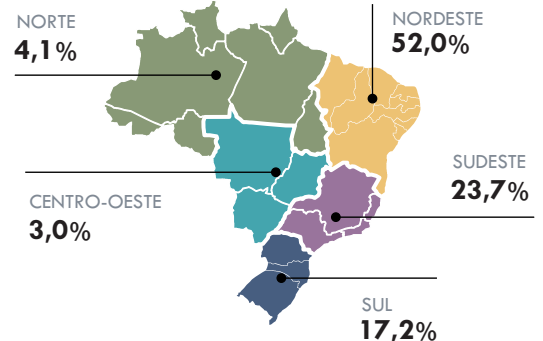 NORTE
4,1%
NORDESTE
52,0%
SUDESTE
23,7%
CENTRO-OESTE
3,0%
SUL
17,2%